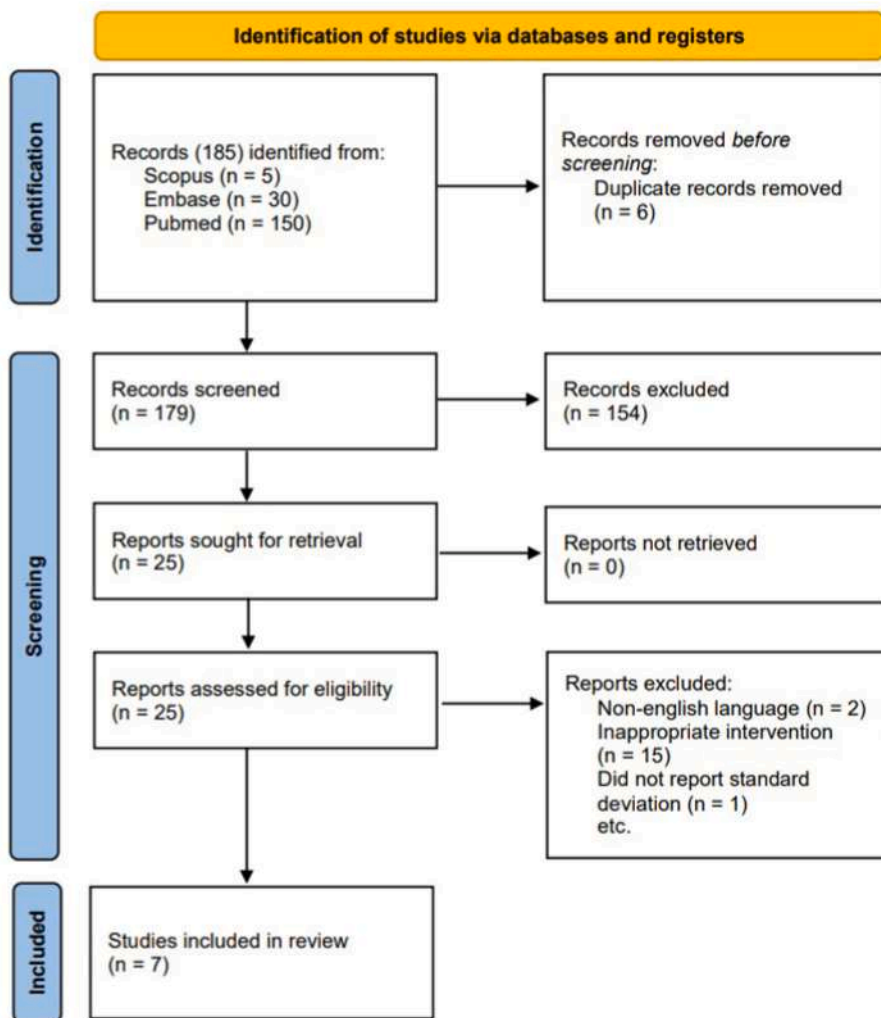 Identification of studies via databases and registers
Identification
Records (185) identified from:
Scopus (n = 5)
Embase (n = 30)
Pubmed (n = 150)
Records removed before
screening:
Duplicate records removed
(n = 6)
Screening
Records screened
(n = 179)
Records excluded
(n = 154)
Reports sought for retrieval
(n = 25)
Reports not retrieved
(n = 0)
Reports assessed for eligibility
(n = 25)
Reports excluded:
Non-english language (n = 2)
Inappropriate intervention
(n = 15)
Did not report standard
deviation (n = 1)
etc.
Included
Studies included in review
(n = 7)